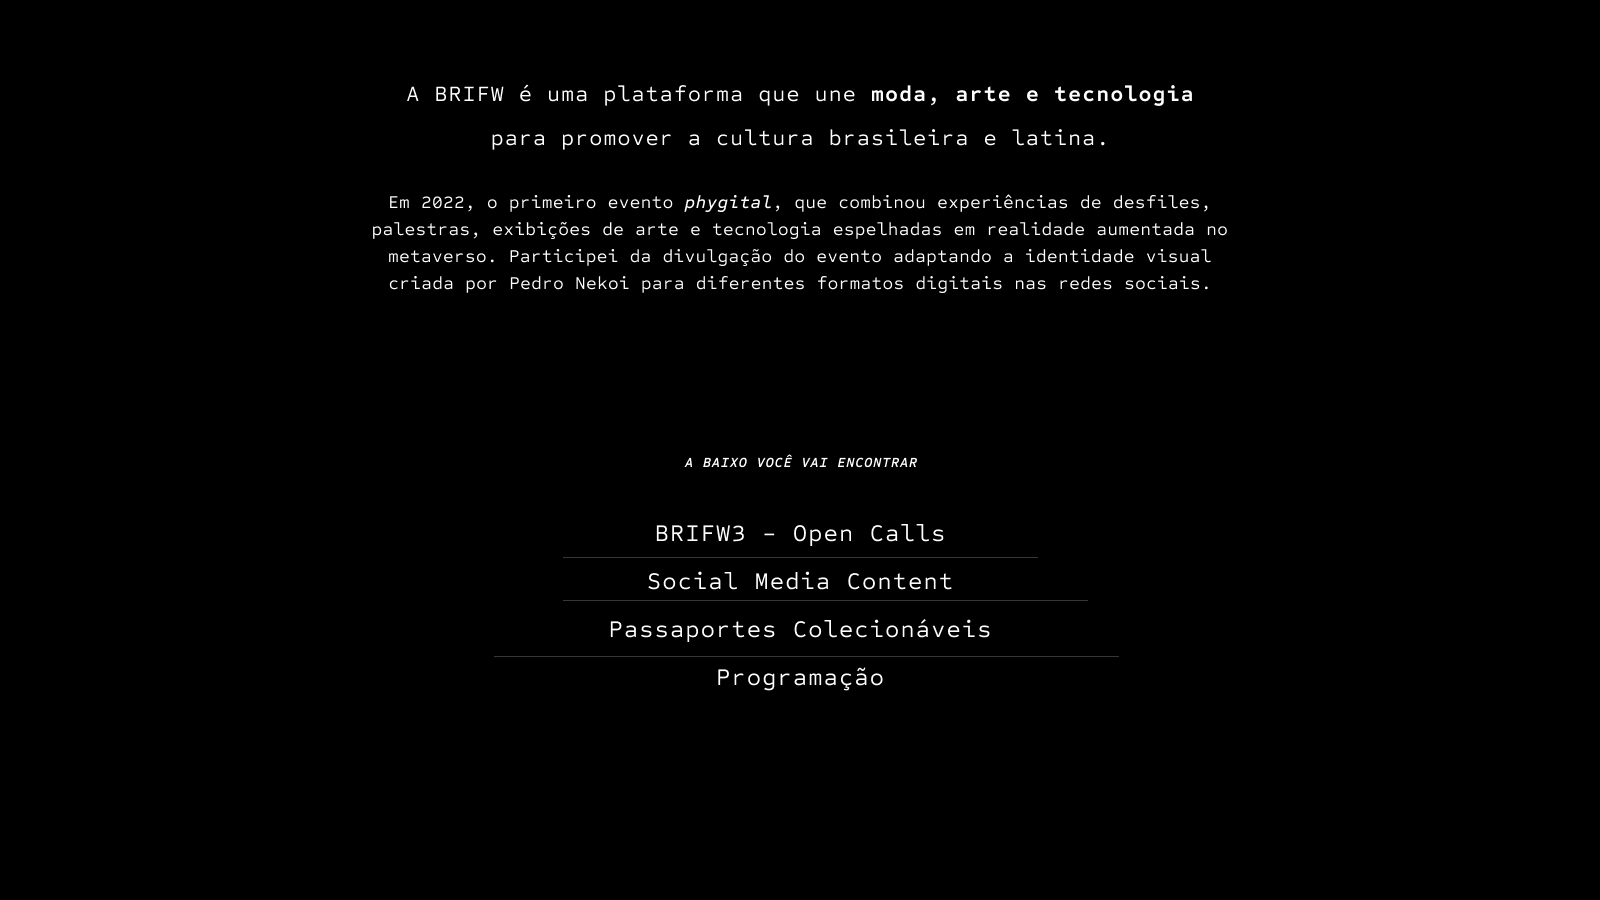 A BRIFW é uma plataforma que une moda, arte e tecnologia
para promover a cultura brasileira e latina.
Em 2022, o primeiro evento phygital, que combinou experiências de desfiles,
palestras, exibições de arte e tecnologia espelhadas em realidade aumentada no
metaverso. Participei da divulgação do evento adaptando a identidade visual
criada por Pedro Nekoi para diferentes formatos digitais nas redes sociais.
A BAIXO VOCÊ VAI ENCONTRAR
BRIFW3 – Open Calls
Social Media Content
Passaportes Colecionáveis
Programação